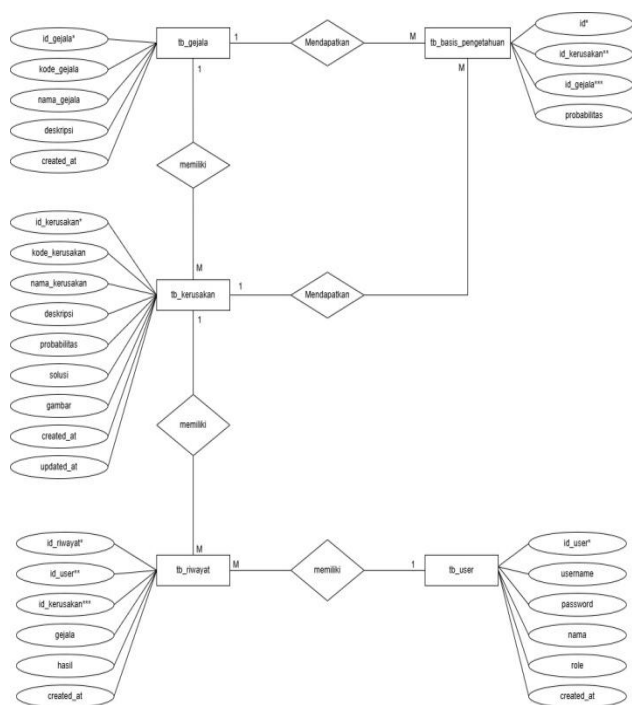 id_gejala*
kode_gejala
nama_gejala
deskripsi
created_at
tb_gejala
1
Mendapatkan
M
tb_basis_pengetahuan
id*
id_kerusakan**
id_gejala***
probabilitas
1
M
memiliki
id_kerusakan*
kode_kerusakan
nama_kerusakan
deskripsi
probabilitas
solusi
gambar
created_at
updated_at
M
tb_kerusakan
1
Mendapatkan
1
memiliki
M
id_riwayat*
id_user**
id_kerusakan***
gejala
hasil
created_at
tb_riwayat
M
memiliki
1
tb_user
id_user*
username
password
nama
role
created_at